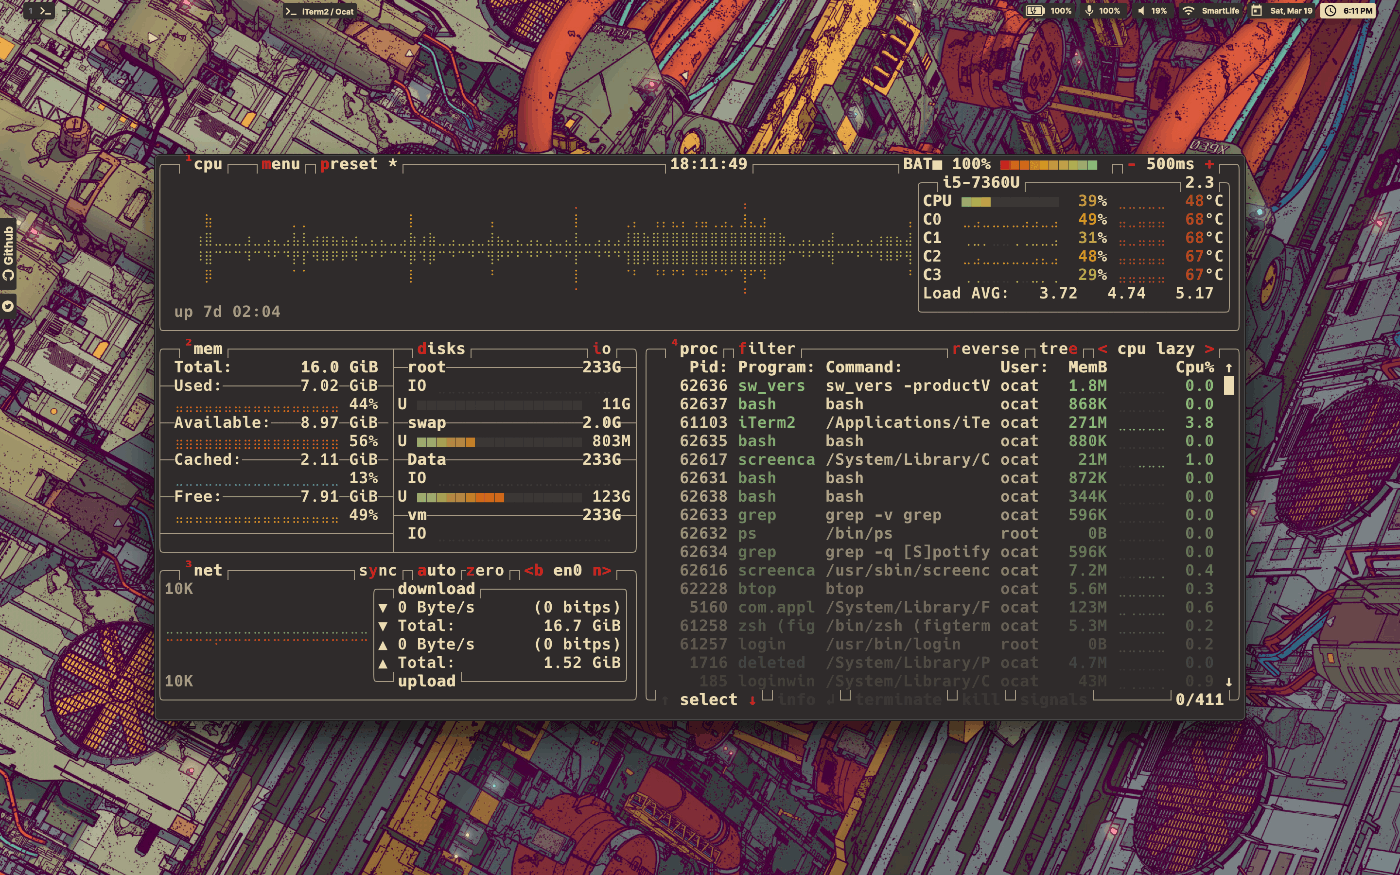 1 >_
>_ iTerm2 / Ocat
100% 100% 19% SmartLife Sat, Mar 19 6:11 PM
Github
039X
1cpu menu preset * 18:11:49 BAT■ 100% - 500ms +
i5-7360U 2.3
CPU 39% 48°C
C0 49% 68°C
C1 31% 68°C
C2 48% 67°C
C3 29% 67°C
Load AVG: 3.72 4.74 5.17
up 7d 02:04
2mem
Total: 16.0 GiB
Used: 7.02 GiB
44%
Available: 8.97 GiB
56%
Cached: 2.11 GiB
13%
Free: 7.91 GiB
49%
disks io
root 233G
IO
U 11G
swap 2.0G
U 803M
Data 233G
IO
U 123G
vm 233G
IO
3net sync auto zero <b en0 n>
10K
10K
download
▼ 0 Byte/s (0 bitps)
▼ Total: 16.7 GiB
▲ 0 Byte/s (0 bitps)
▲ Total: 1.52 GiB
upload
4proc filter reverse tree < cpu lazy >
Pid: Program: Command: User: MemB Cpu% ↑
62636 sw_vers sw_vers -productV ocat 1.8M 0.0
62637 bash bash ocat 868K 0.0
61103 iTerm2 /Applications/iTe ocat 271M 3.8
62635 bash bash ocat 880K 0.0
62617 screenca /System/Library/C ocat 21M 1.0
62631 bash bash ocat 872K 0.0
62638 bash bash ocat 344K 0.0
62633 grep grep -v grep ocat 596K 0.0
62632 ps /bin/ps root 0B 0.0
62634 grep grep -q [S]potify ocat 596K 0.0
62616 screenca /usr/sbin/screenc ocat 7.2M 0.4
62228 btop btop ocat 5.6M 0.3
5160 com.appl /System/Library/F ocat 123M 0.6
61258 zsh (fig /bin/zsh (figterm ocat 5.3M 0.2
61257 login /usr/bin/login root 0B 0.2
1716 deleted /System/Library/P ocat 4.7M 0.0
185 loginwin /System/Library/C ocat 43M 0.9 ↓
↑ select ↓ info ↲ terminate kill signals 0/411